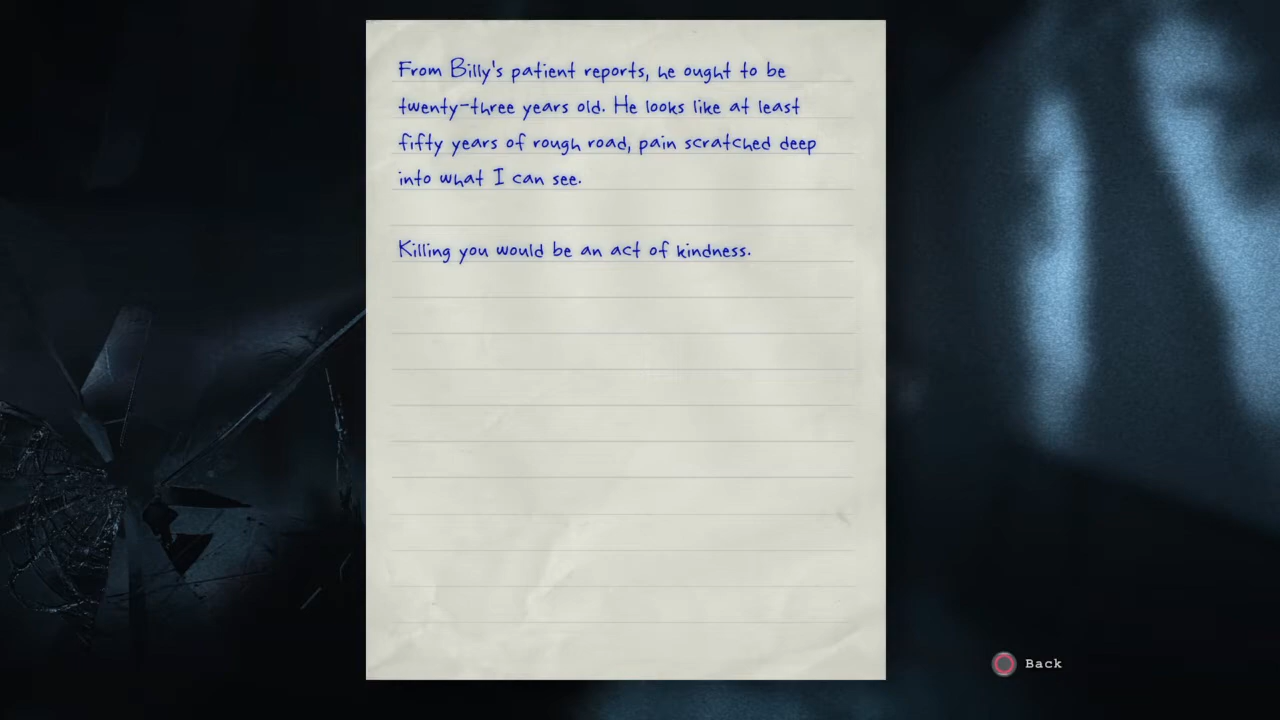 From Billy's patient reports, he ought to be
twenty-three years old. He looks like at least
fifty years of rough road, pain scratched deep
into what I can see.
Killing you would be an act of kindness.
Back